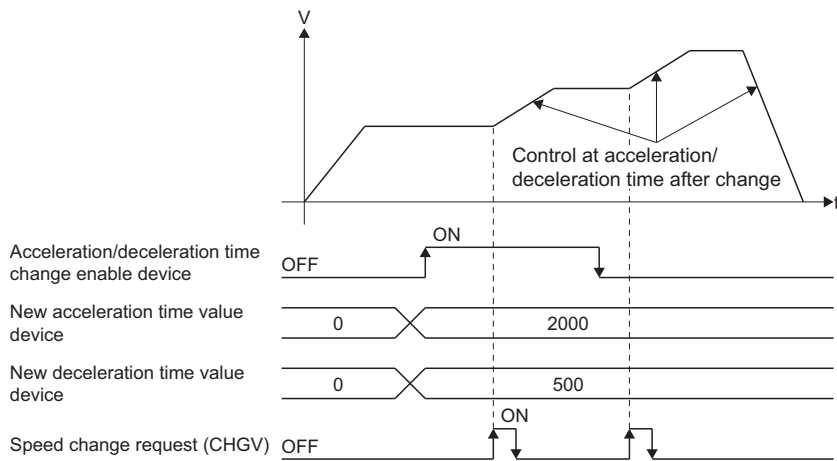 V
t
Control at acceleration/
deceleration time after change
Acceleration/deceleration time
change enable device
OFF
ON
New acceleration time value
device
0
2000
New deceleration time value
device
0
500
Speed change request (CHGV)
OFF
ON